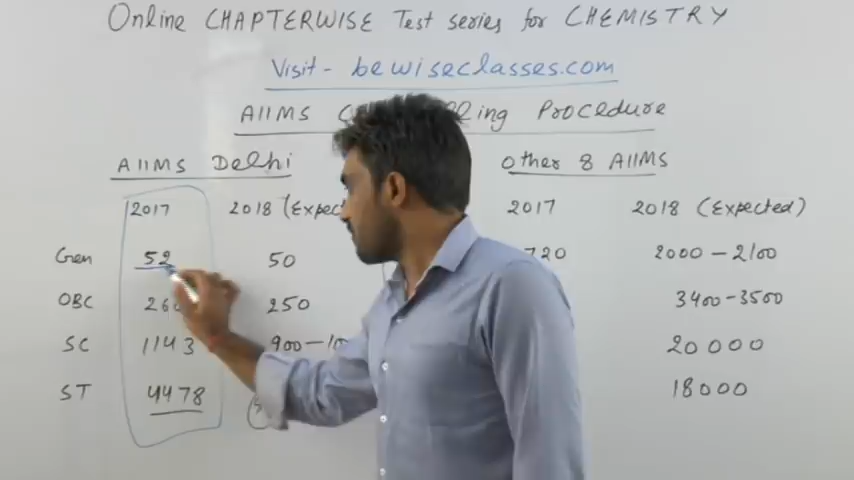 Online CHAPTERWISE Test series for CHEMISTRY
Visit- bewiseclasses.com
AIIMS Procedure
AIIMS Delhi Other 8 AIIMS
2017 2018 2017 2018 (Expected)
Gen 52 50 2000-2100
OBC 250 3400-3500
SC 1143 20000
ST 4478 18000